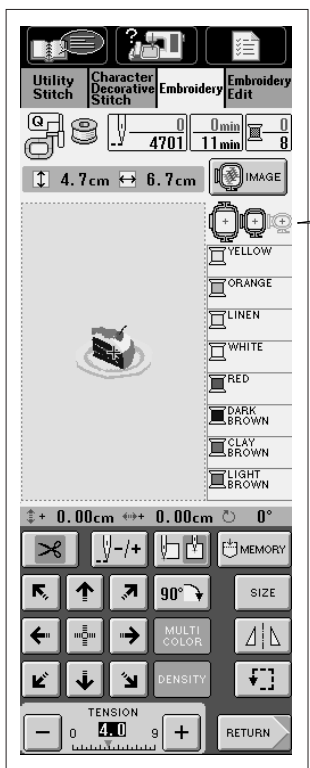 Utility Stitch
Character Decorative Stitch
Embroidery
Embroidery Edit
Q
0
4701
0min
11min
0
8
4.7cm 6.7cm
IMAGE
YELLOW
ORANGE
LINEN
WHITE
RED
DARK BROWN
CLAY BROWN
LIGHT BROWN
+ 0.00cm + 0.00cm 0°
-/+
MEMORY
90°
SIZE
MULTI COLOR
DENSITY
TENSION
- 0 4.0 9 +
RETURN